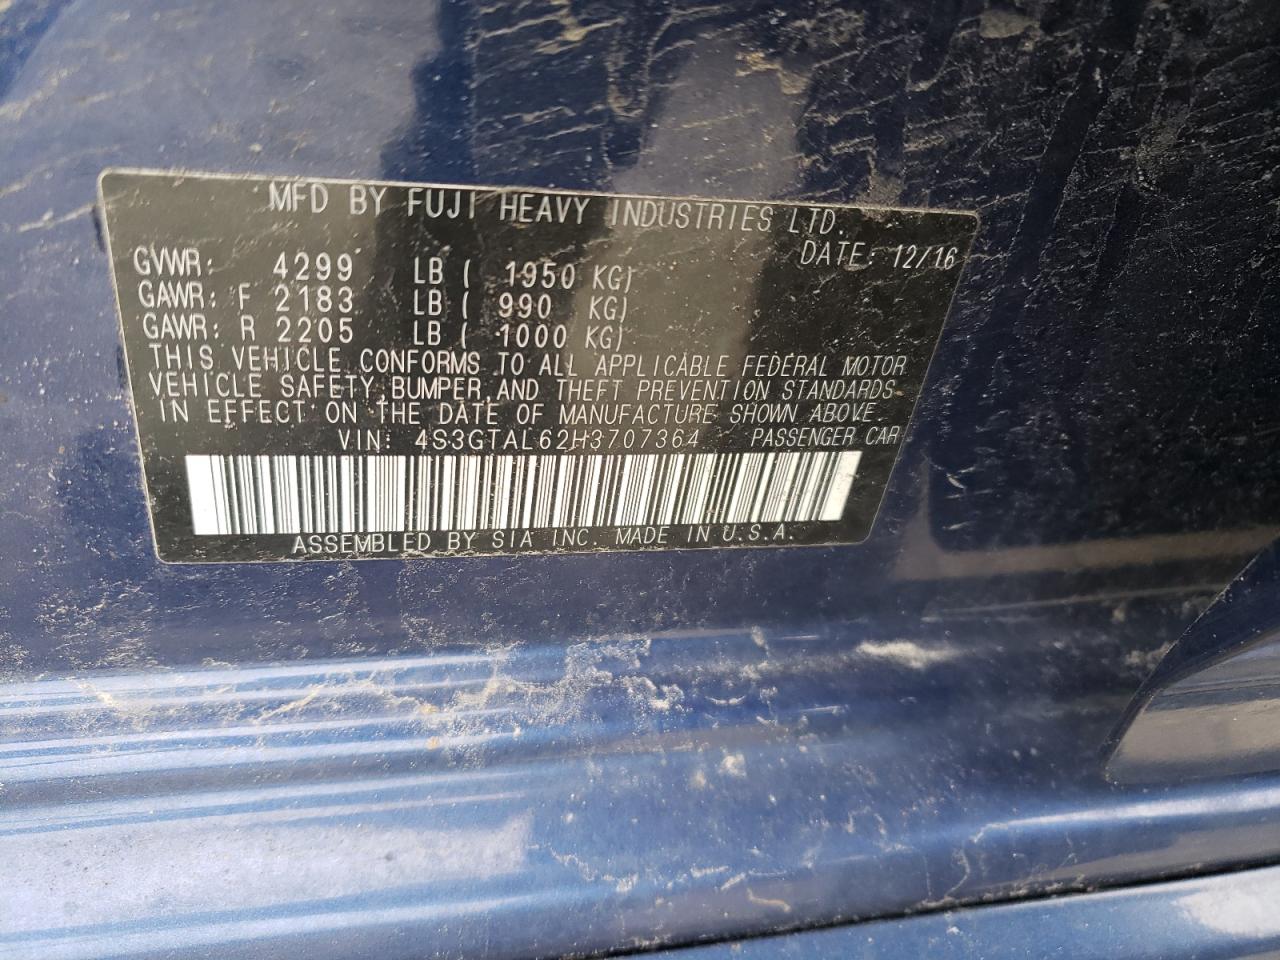 MFD BY FUJI HEAVY INDUSTRIES LTD.
DATE: 12/16
GVWR: 4299 LB ( 1950 KG)
GAWR: F 2183 LB ( 990 KG)
GAWR: R 2205 LB ( 1000 KG)
THIS VEHICLE CONFORMS TO ALL APPLICABLE FEDERAL MOTOR
VEHICLE SAFETY, BUMPER, AND THEFT PREVENTION STANDARDS
IN EFFECT ON THE DATE OF MANUFACTURE SHOWN ABOVE.
VIN: 4S3GTAL62H3707364 PASSENGER CAR
ASSEMBLED BY SIA INC. MADE IN U.S.A.